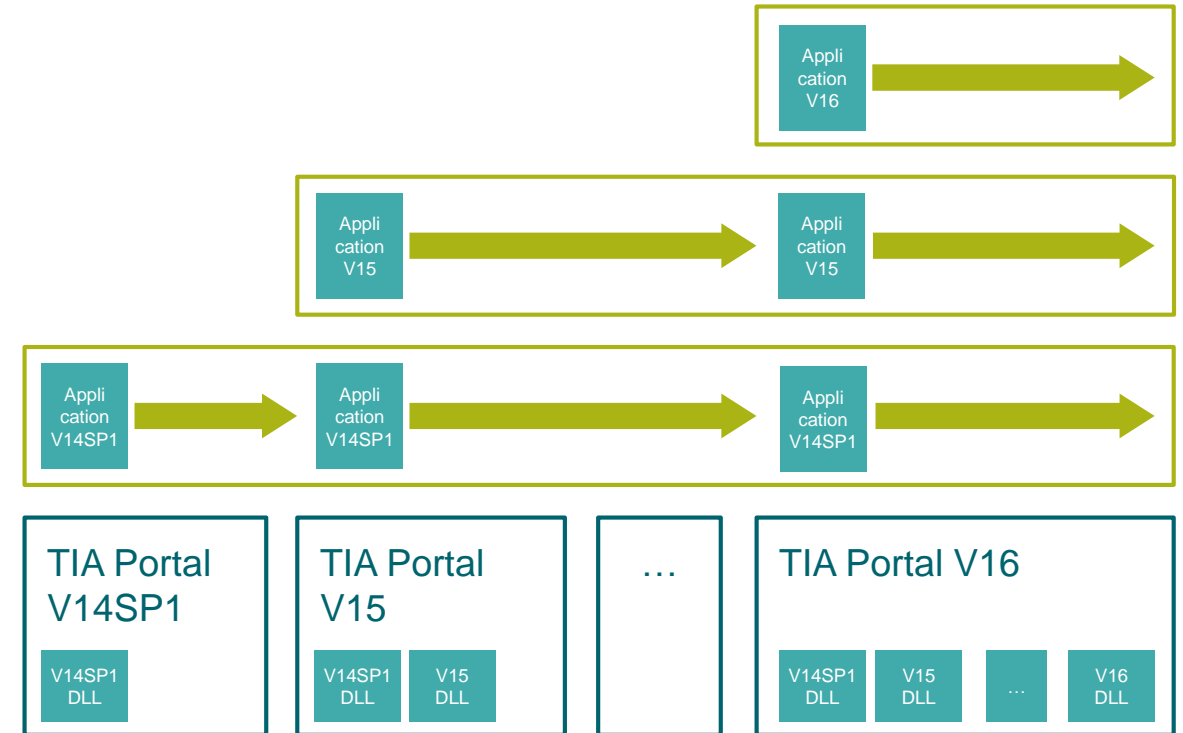 Appli
cation
V16
Appli
cation
V15
Appli
cation
V15
Appli
cation
V14SP1
Appli
cation
V14SP1
Appli
cation
V14SP1
TIA Portal
V14SP1
V14SP1
DLL
TIA Portal
V15
V14SP1
DLL
V15
DLL
…
TIA Portal V16
V14SP1
DLL
V15
DLL
…
V16
DLL